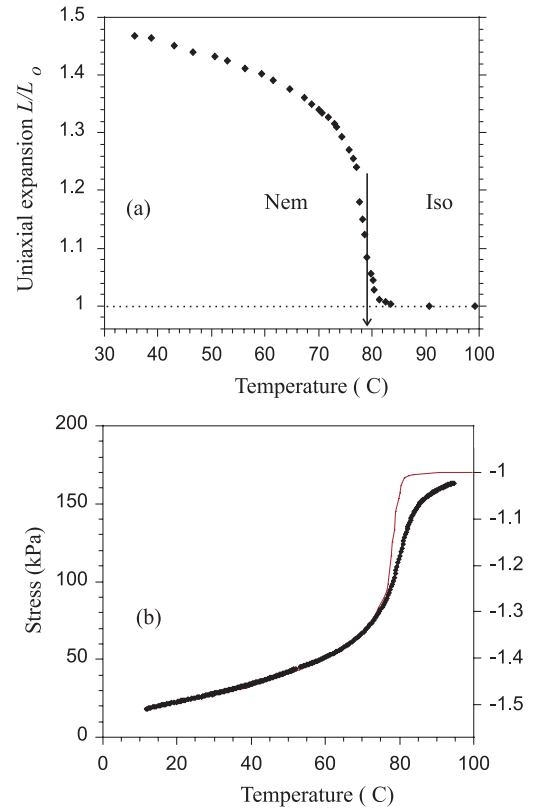 1.5
1.4
1.3
1.2
1.1
1
Uniaxial expansion L/L o
(a)
Nem
Iso
30 40 50 60 70 80 90 100
Temperature ( C)
200
150
100
50
0
Stress (kPa)
(b)
-1
-1.1
-1.2
-1.3
-1.4
-1.5
0 20 40 60 80 100
Temperature ( C)